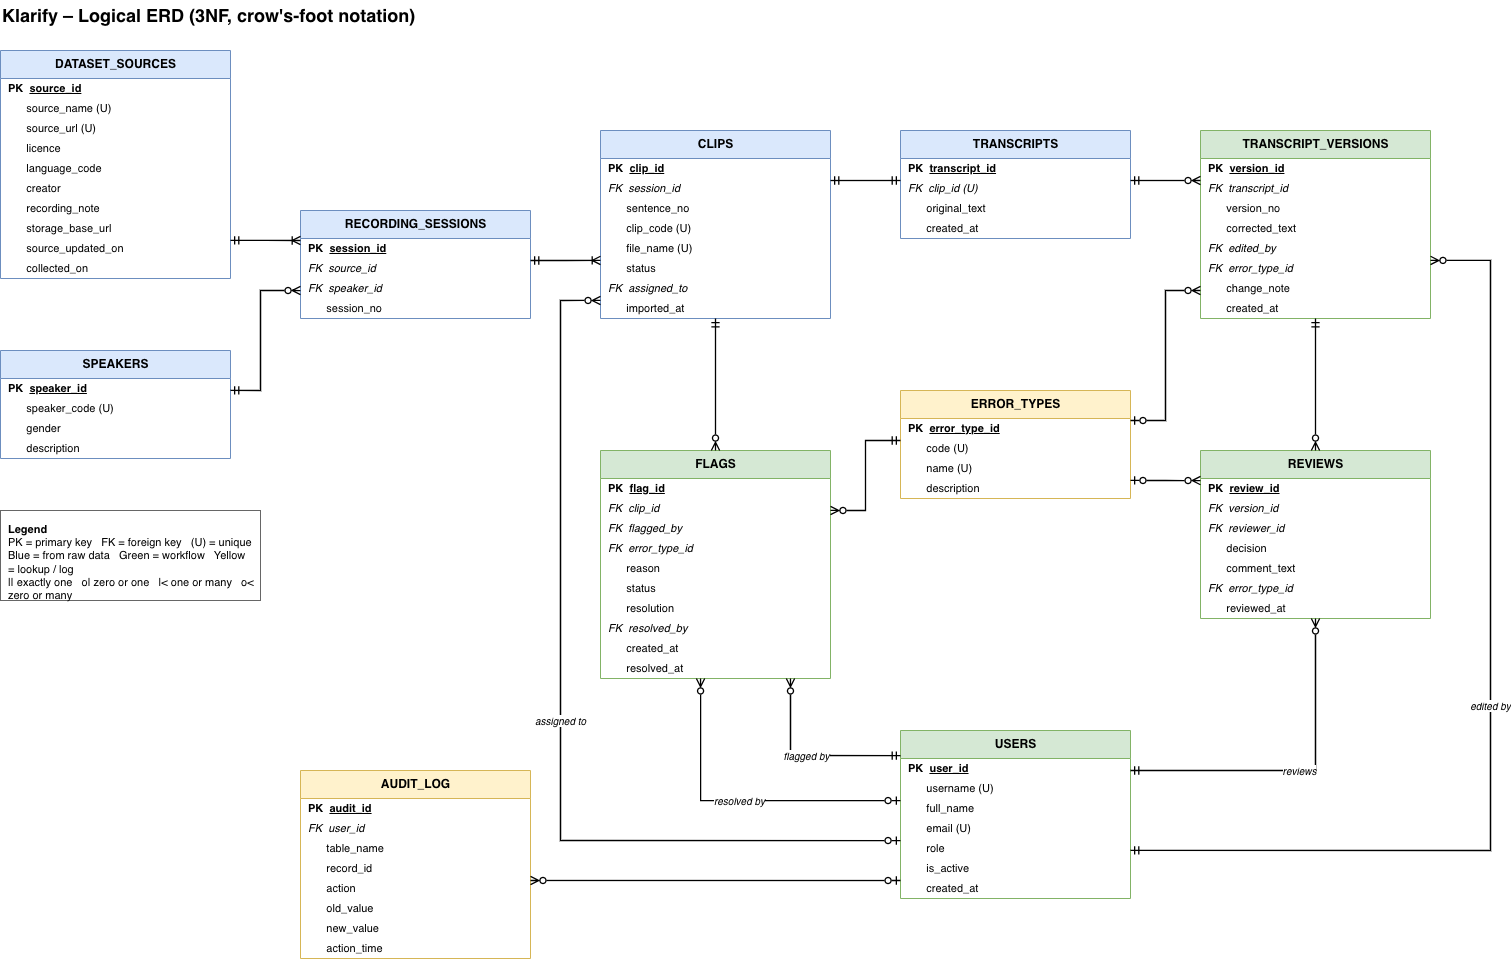 Klarify – Logical ERD (3NF, crow's-foot notation)
DATASET_SOURCES
PK source_id
source_name (U)
source_url (U)
licence
language_code
creator
recording_note
storage_base_url
source_updated_on
collected_on
SPEAKERS
PK speaker_id
speaker_code (U)
gender
description
Legend
PK = primary key FK = foreign key (U) = unique
Blue = from raw data Green = workflow Yellow
= lookup / log
|| exactly one o| zero or one |< one or many o<
zero or many
RECORDING_SESSIONS
PK session_id
FK source_id
FK speaker_id
session_no
CLIPS
PK clip_id
FK session_id
sentence_no
clip_code (U)
file_name (U)
status
FK assigned_to
imported_at
TRANSCRIPTS
PK transcript_id
FK clip_id (U)
original_text
created_at
TRANSCRIPT_VERSIONS
PK version_id
FK transcript_id
version_no
corrected_text
FK edited_by
FK error_type_id
change_note
created_at
ERROR_TYPES
PK error_type_id
code (U)
name (U)
description
FLAGS
PK flag_id
FK clip_id
FK flagged_by
FK error_type_id
reason
status
resolution
FK resolved_by
created_at
resolved_at
REVIEWS
PK review_id
FK version_id
FK reviewer_id
decision
comment_text
FK error_type_id
reviewed_at
assigned to
flagged by
resolved by
reviews
edited by
USERS
PK user_id
username (U)
full_name
email (U)
role
is_active
created_at
AUDIT_LOG
PK audit_id
FK user_id
table_name
record_id
action
old_value
new_value
action_time